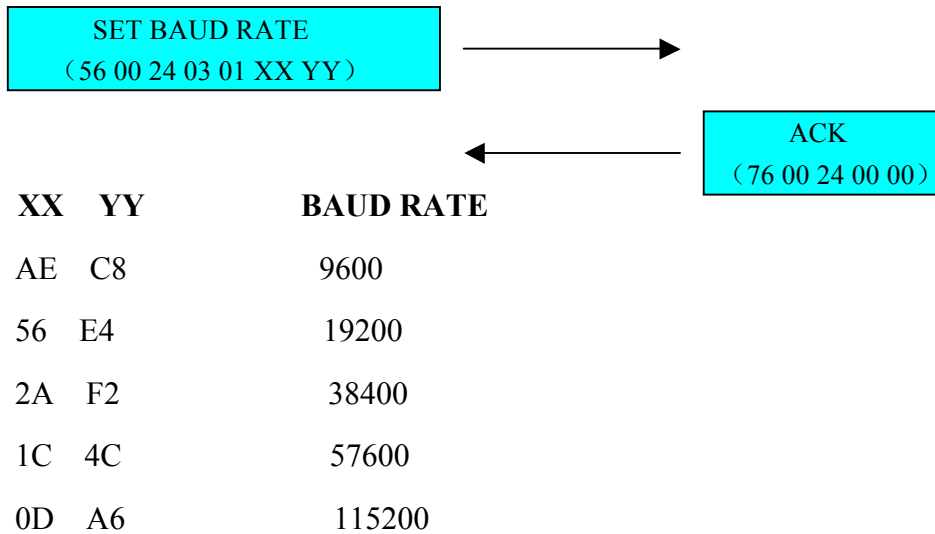 SET BAUD RATE
（56 00 24 03 01 XX YY）
ACK
（76 00 24 00 00）
XX YY BAUD RATE
AE C8 9600
56 E4 19200
2A F2 38400
1C 4C 57600
0D A6 115200